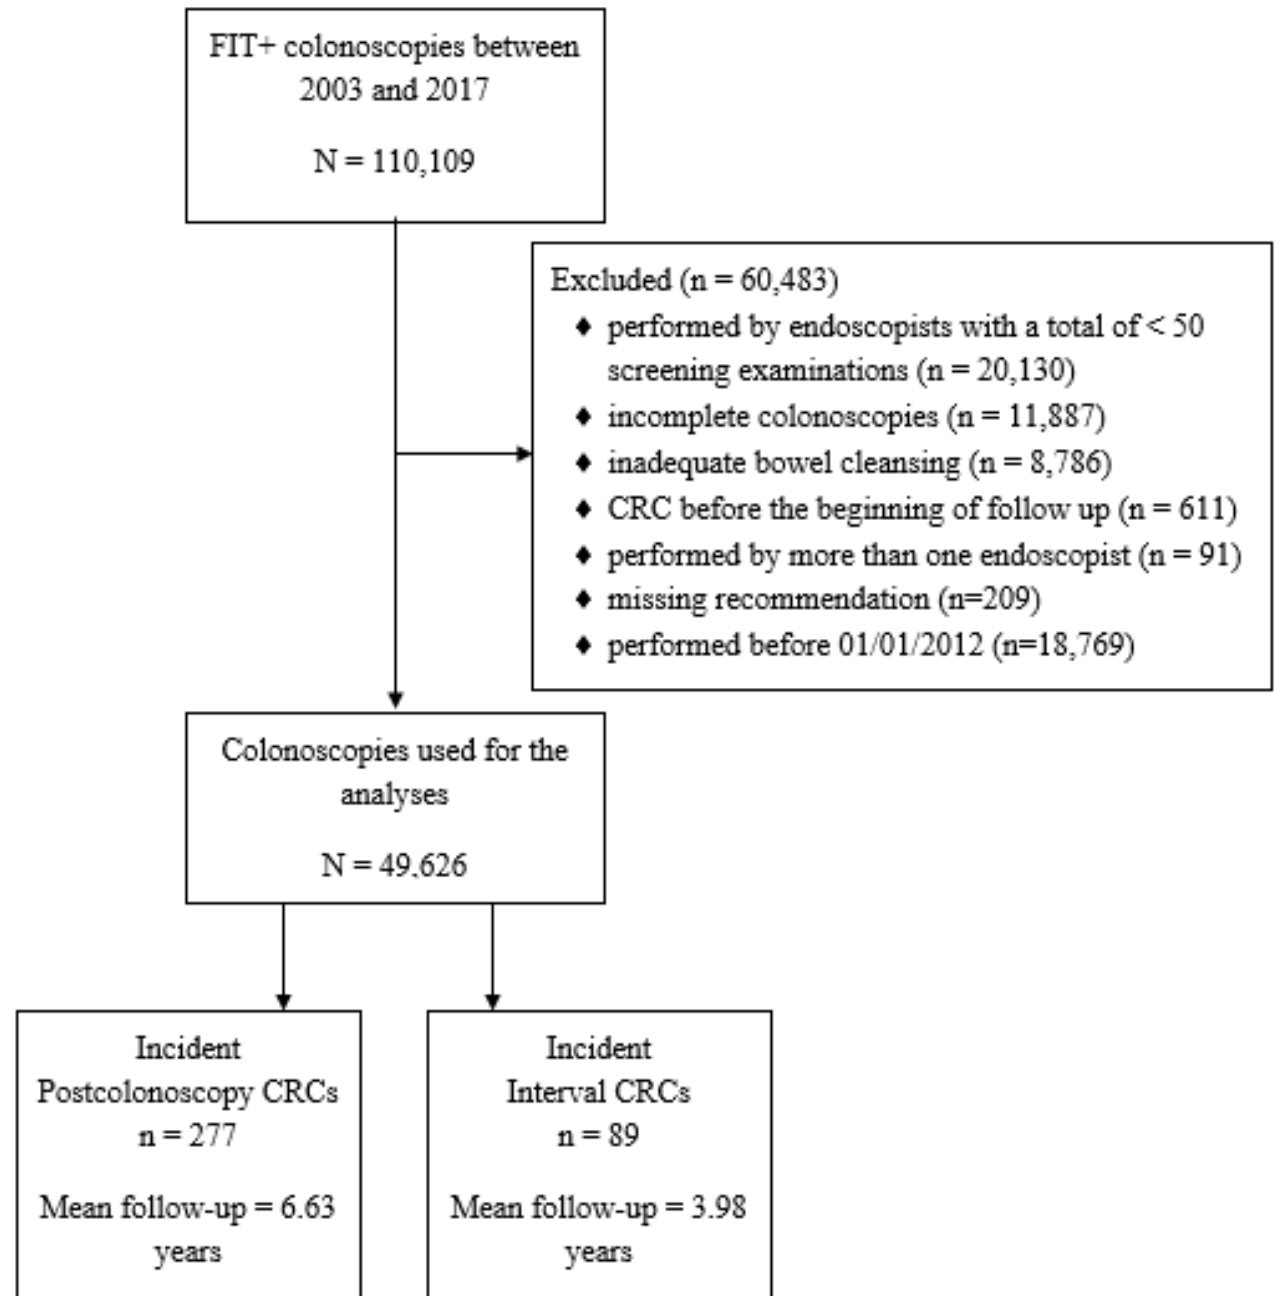 FIT+ colonoscopies between
2003 and 2017
N = 110,109
Excluded (n = 60,483)
♦ performed by endoscopists with a total of < 50
screening examinations (n = 20,130)
♦ incomplete colonoscopies (n = 11,887)
♦ inadequate bowel cleansing (n = 8,786)
♦ CRC before the beginning of follow up (n = 611)
♦ performed by more than one endoscopist (n = 91)
♦ missing recommendation (n=209)
♦ performed before 01/01/2012 (n=18,769)
Colonoscopies used for the
analyses
N = 49,626
Incident
Postcolonoscopy CRCs
n = 277
Mean follow-up = 6.63
years
Incident
Interval CRCs
n = 89
Mean follow-up = 3.98
years